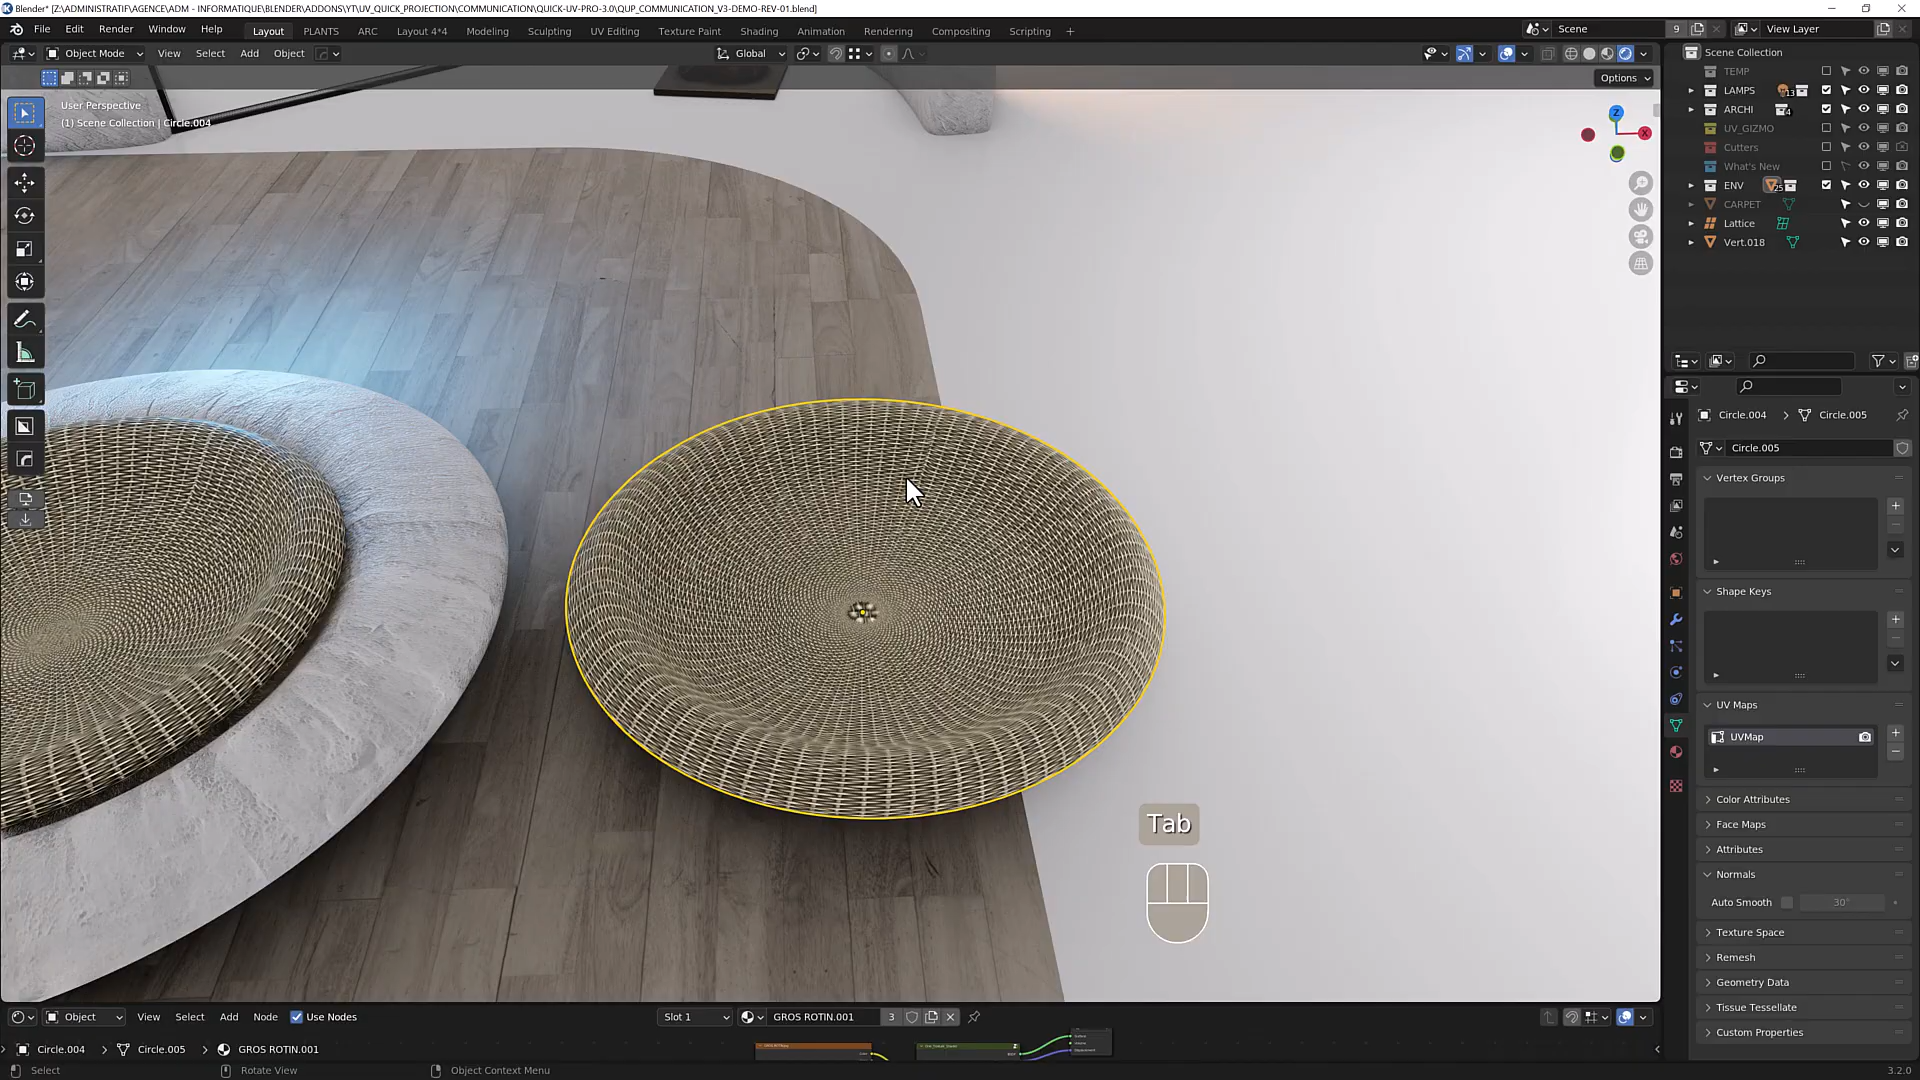 Blender* [Z:\ADMINISTRATIF\AGENCE\ADM - INFORMATIQUE\BLENDER\ADDONS\YT\UV_QUICK_PROJECTION\COMMUNICATION\QUICK-UV-PRO-3.0\QUP_COMMUNICATION_V3-DEMO-REV-01.blend]
File Edit Render Window Help Layout PLANTS ARC Layout 4*4 Modeling Sculpting UV Editing Texture Paint Shading Animation Rendering Compositing Scripting + Scene 9 View Layer
Object Mode View Select Add Object Global
Options
User Perspective
(1) Scene Collection | Circle.004
Z
X
Scene Collection
TEMP
LAMPS 13
ARCHI 4
UV_GIZMO
Cutters
What's New
ENV 25
CARPET
Lattice
Vert.018
Circle.004 Circle.005
Circle.005
Vertex Groups
Shape Keys
UV Maps
UVMap
Color Attributes
Face Maps
Attributes
Normals
Auto Smooth 30°
Texture Space
Remesh
Geometry Data
Tissue Tessellate
Custom Properties
Tab
Object View Select Add Node Use Nodes Slot 1 GROS ROTIN.001 3
Circle.004 Circle.005 GROS ROTIN.001
Select Rotate View Object Context Menu 3.2.0